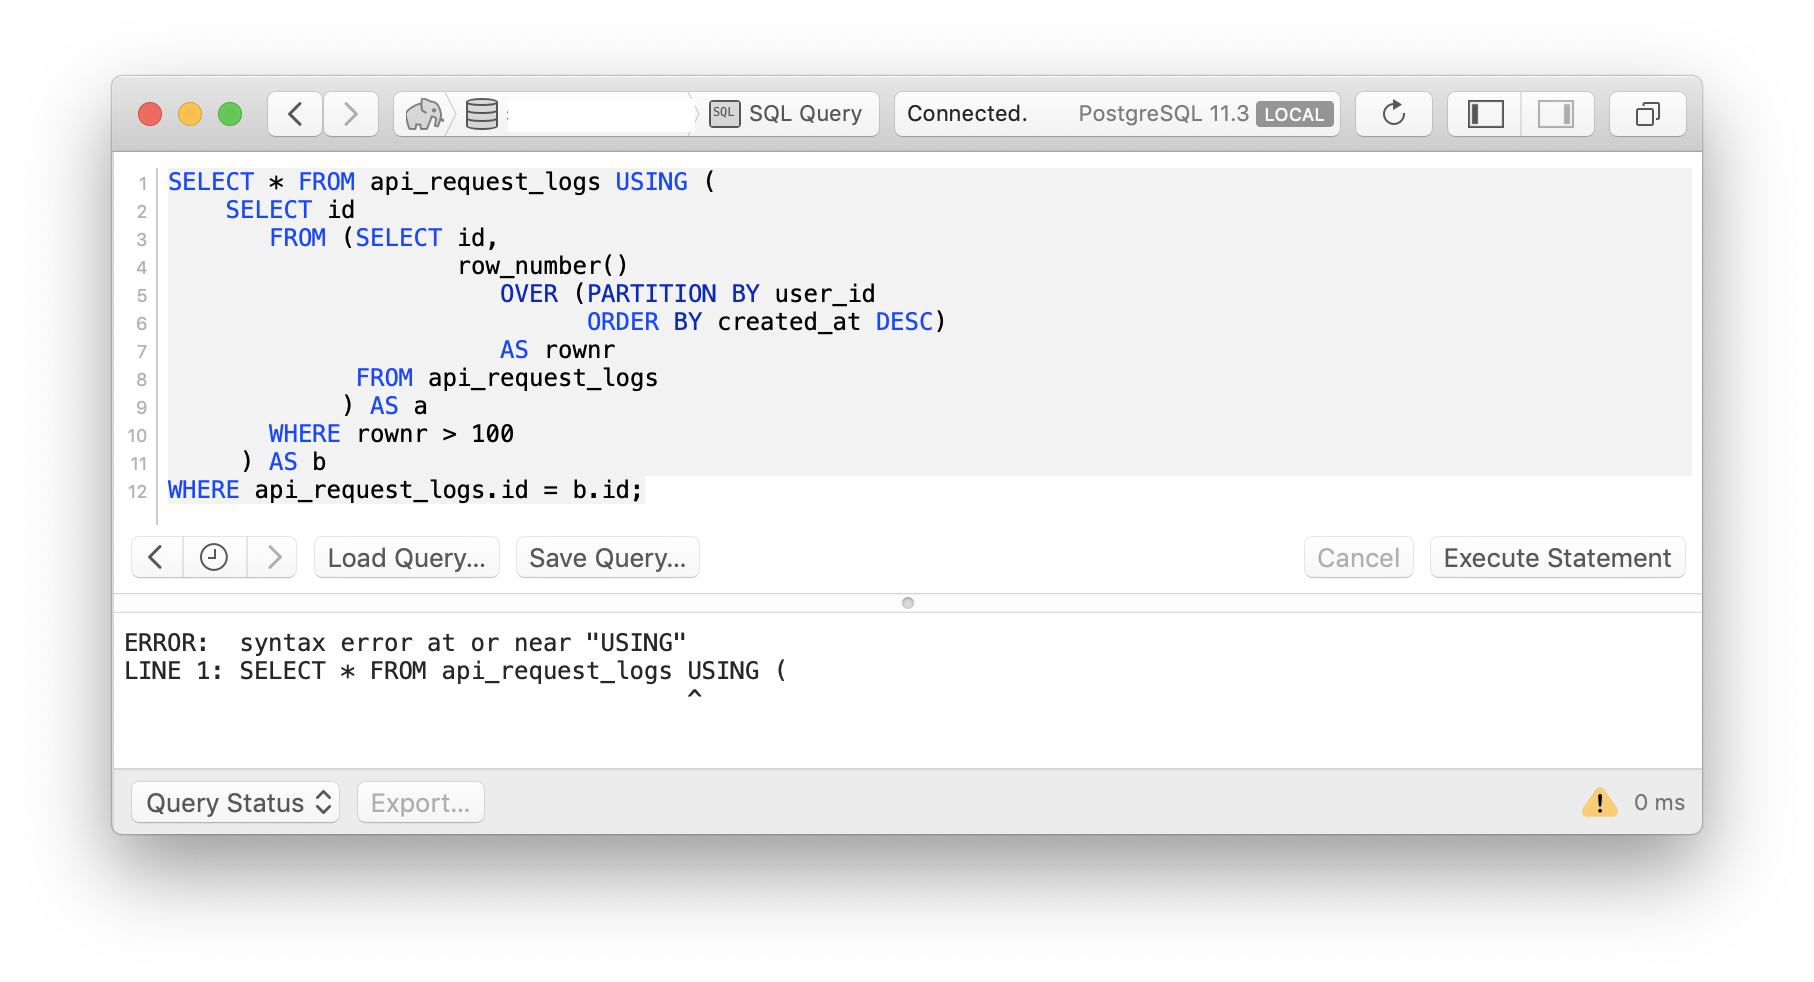 SQL SQL Query Connected. PostgreSQL 11.3 LOCAL
1 SELECT * FROM api_request_logs USING (
2     SELECT id
3        FROM (SELECT id,
4                     row_number()
5                        OVER (PARTITION BY user_id
6                              ORDER BY created_at DESC)
7                        AS rownr
8              FROM api_request_logs
9             ) AS a
10        WHERE rownr > 100
11      ) AS b
12 WHERE api_request_logs.id = b.id;
Load Query... Save Query... Cancel Execute Statement
ERROR:  syntax error at or near "USING"
LINE 1: SELECT * FROM api_request_logs USING (
                                       ^
Query Status Export... 0 ms